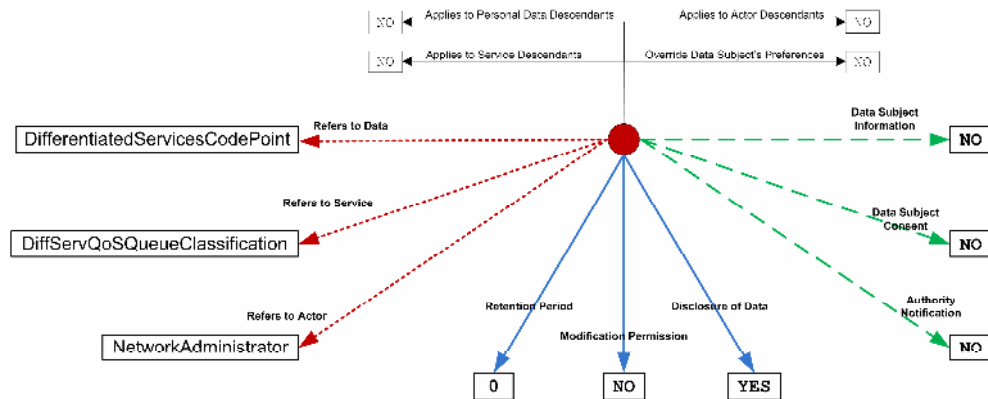 Applies to Personal Data Descendants
Applies to Actor Descendants
NO
NO
Applies to Service Descendants
Override Data Subject's Preferences
NO
NO
Refers to Data
Data Subject
Information
DifferentiatedServicesCodePoint
NO
Refers to Service
Data Subject
Consent
DiffServQoSQueueClassification
NO
Retention Period
Disclosure of Data
Authority
Notification
Refers to Actor
Modification Permission
NetworkAdministrator
NO
0
NO
YES